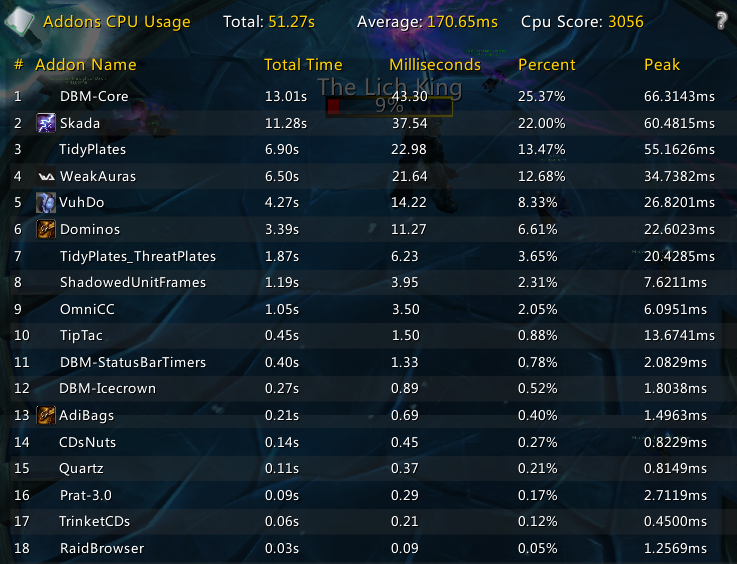 Addons CPU Usage Total: 51.27s Average: 170.65ms Cpu Score: 3056 ?
# Addon Name Total Time Milliseconds Percent Peak
The Lich King
9%
1 DBM-Core 13.01s 43.30 25.37% 66.3143ms
2 Skada 11.28s 37.54 22.00% 60.4815ms
3 TidyPlates 6.90s 22.98 13.47% 55.1626ms
4 WeakAuras 6.50s 21.64 12.68% 34.7382ms
5 VuhDo 4.27s 14.22 8.33% 26.8201ms
6 Dominos 3.39s 11.27 6.61% 22.6023ms
7 TidyPlates_ThreatPlates 1.87s 6.23 3.65% 20.4285ms
8 ShadowedUnitFrames 1.19s 3.95 2.31% 7.6211ms
9 OmniCC 1.05s 3.50 2.05% 6.0951ms
10 TipTac 0.45s 1.50 0.88% 13.6741ms
11 DBM-StatusBarTimers 0.40s 1.33 0.78% 2.0829ms
12 DBM-Icecrown 0.27s 0.89 0.52% 1.8038ms
13 AdiBags 0.21s 0.69 0.40% 1.4963ms
14 CDsNuts 0.14s 0.45 0.27% 0.8229ms
15 Quartz 0.11s 0.37 0.21% 0.8149ms
16 Prat-3.0 0.09s 0.29 0.17% 2.7119ms
17 TrinketCDs 0.06s 0.21 0.12% 0.4500ms
18 RaidBrowser 0.03s 0.09 0.05% 1.2569ms